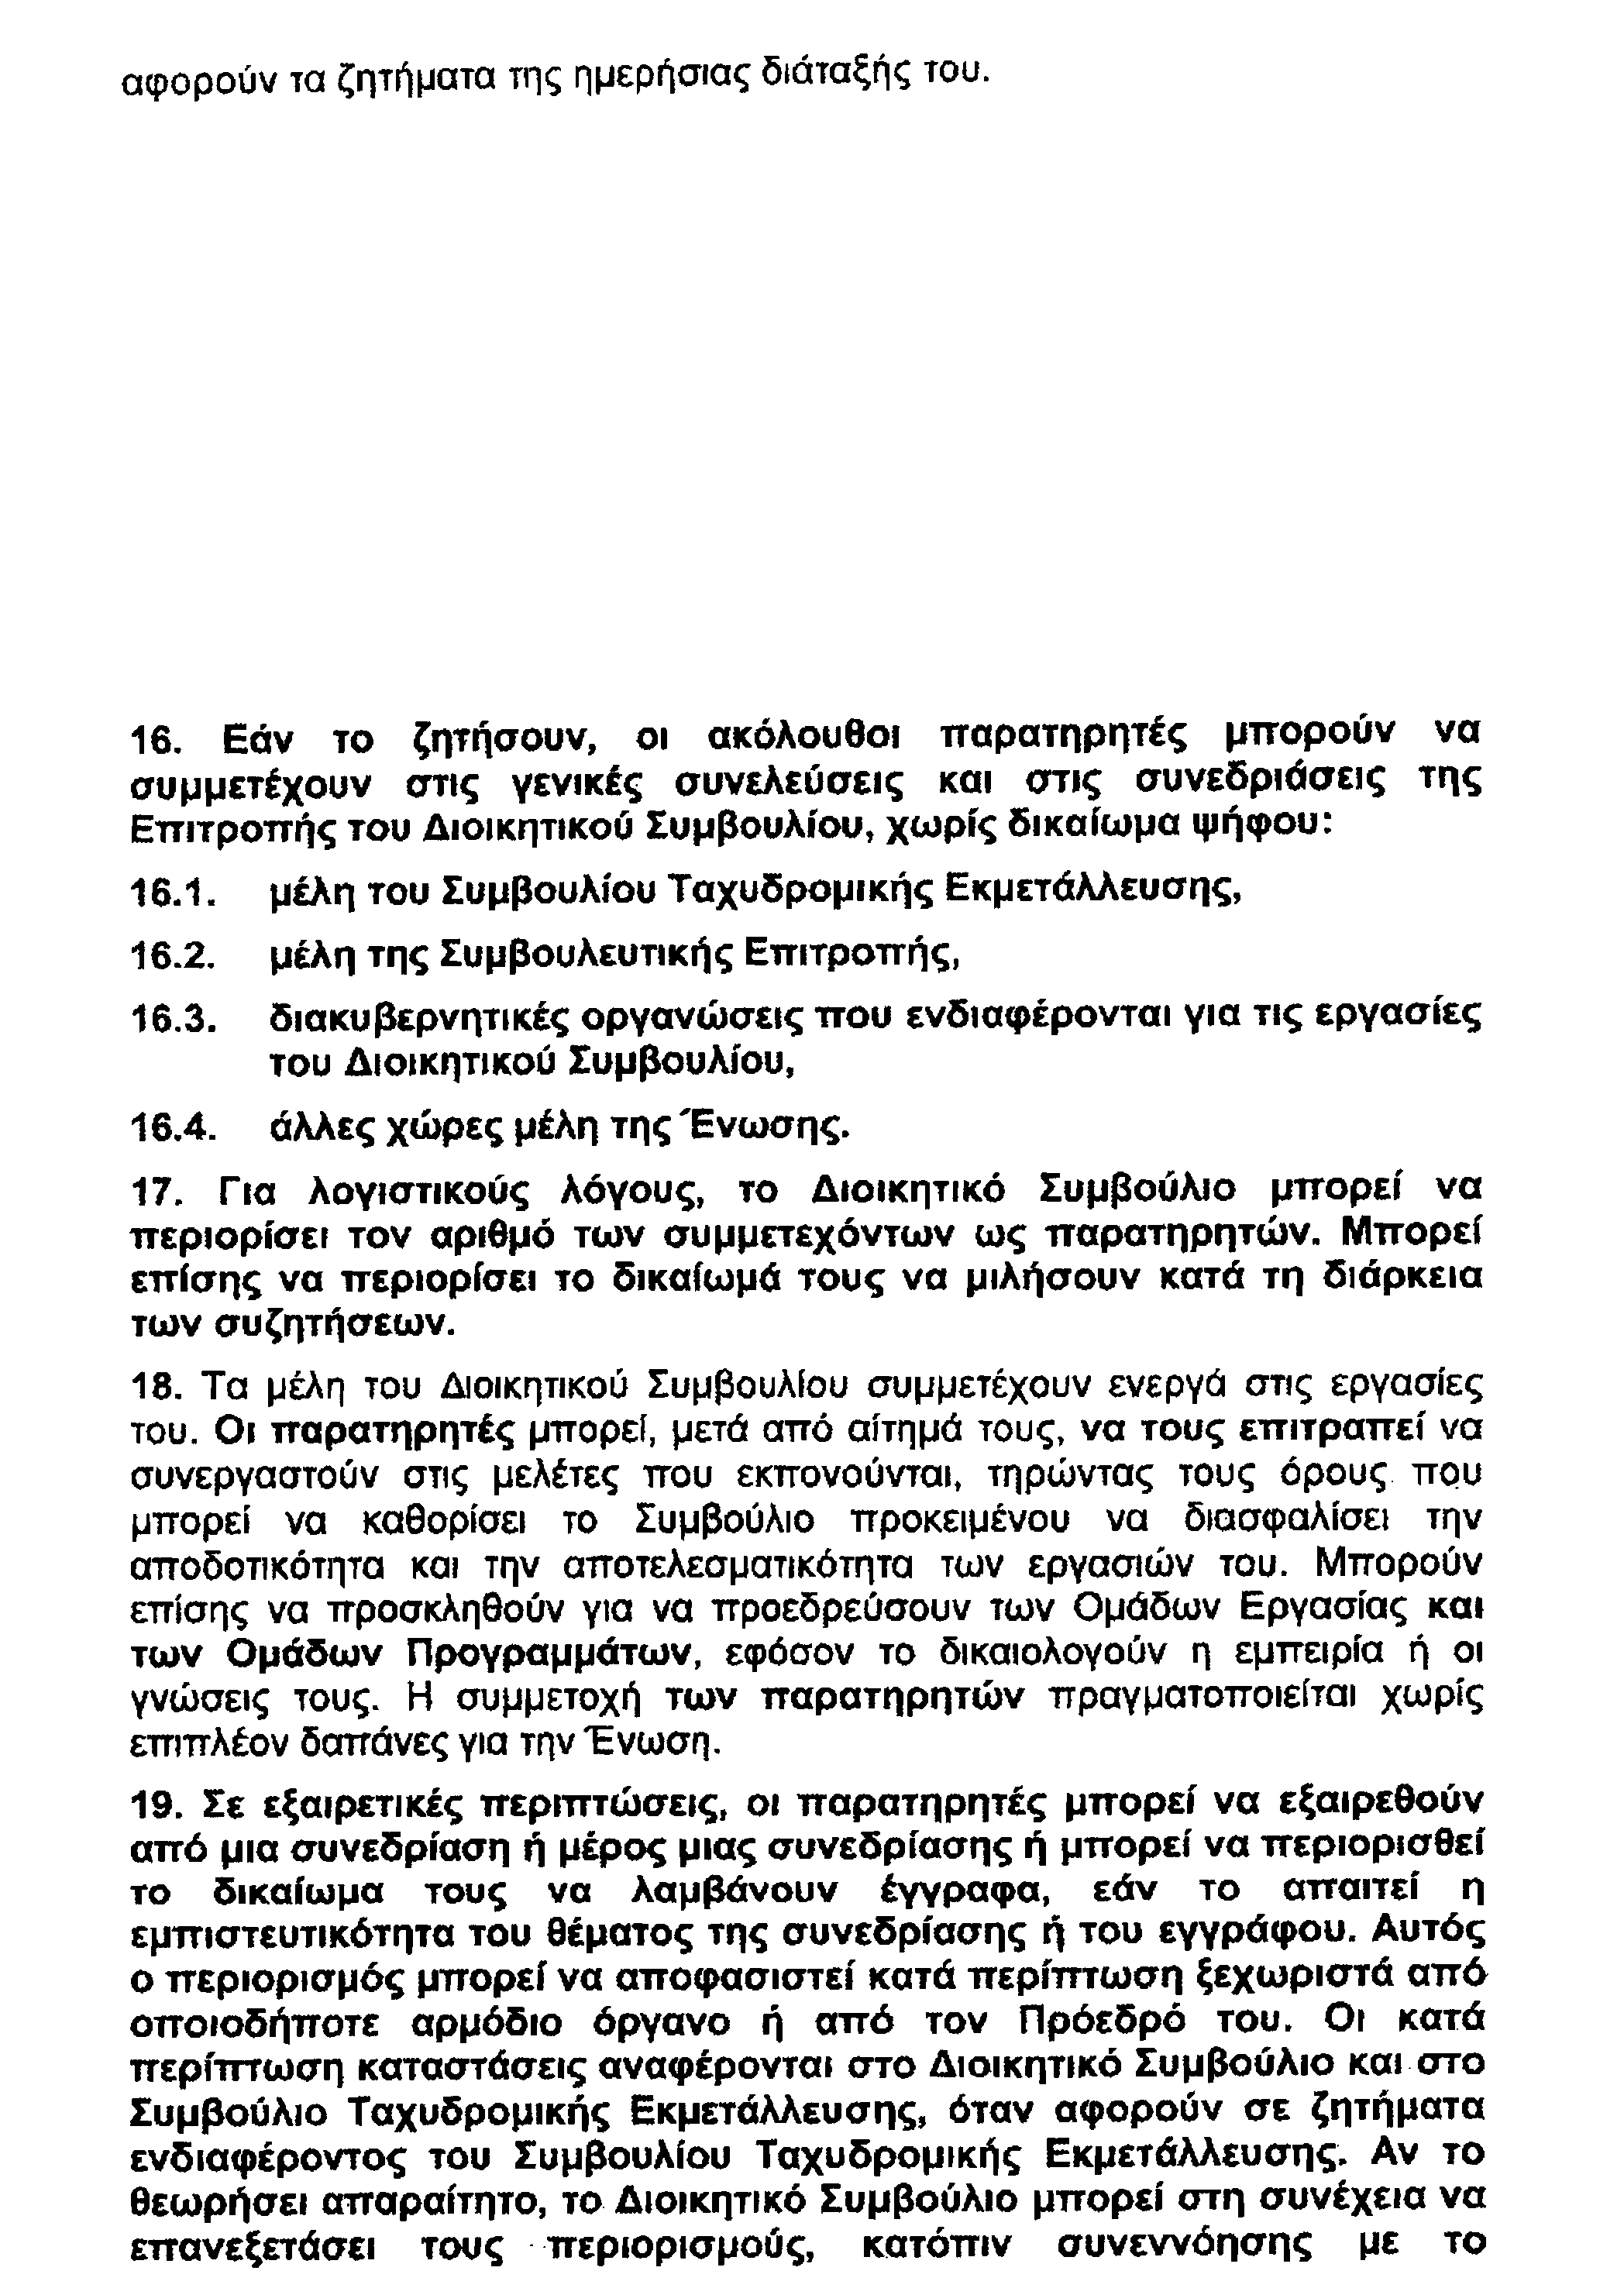 αφορούν τα ζητήματα της ημερήσιας διάταξής του.
16. Εάν το ζητήσουν, οι ακόλουθοι παρατηρητές μπορούν να
συμμετέχουν στις γενικές συνελεύσεις και στις συνεδριάσεις της
Επιτροπής του Διοικητικού Συμβουλίου, χωρίς δικαίωμα ψήφου:
16.1. μέλη του Συμβουλίου Ταχυδρομικής Εκμετάλλευσης,
16.2. μέλη της Συμβουλευτικής Επιτροπής,
16.3. διακυβερνητικές οργανώσεις που ενδιαφέρονται για τις εργασίες
του Διοικητικού Συμβουλίου,
16.4. άλλες χώρες μέλη της Ένωσης.
17. Για λογιστικούς λόγους, το Διοικητικό Συμβούλιο μπορεί να
περιορίσει τον αριθμό των συμμετεχόντων ως παρατηρητών. Μπορεί
επίσης να περιορίσει το δικαίωμά τους να μιλήσουν κατά τη διάρκεια
των συζητήσεων.
18. Τα μέλη του Διοικητικού Συμβουλίου συμμετέχουν ενεργά στις εργασίες
του. Οι παρατηρητές μπορεί, μετά από αίτημά τους, να τους επιτραπεί να
συνεργαστούν στις μελέτες που εκπονούνται, τηρώντας τους όρους που
μπορεί να καθορίσει το Συμβούλιο προκειμένου να διασφαλίσει την
αποδοτικότητα και την αποτελεσματικότητα των εργασιών του. Μπορούν
επίσης να προσκληθούν για να προεδρεύσουν των Ομάδων Εργασίας και
των Ομάδων Προγραμμάτων, εφόσον το δικαιολογούν η εμπειρία ή οι
γνώσεις τους. Η συμμετοχή των παρατηρητών πραγματοποιείται χωρίς
επιπλέον δαπάνες για την Ένωση.
19. Σε εξαιρετικές περιπτώσεις, οι παρατηρητές μπορεί να εξαιρεθούν
από μια συνεδρίαση ή μέρος μιας συνεδρίασης ή μπορεί να περιορισθεί
το δικαίωμα τους να λαμβάνουν έγγραφα, εάν το απαιτεί η
εμπιστευτικότητα του θέματος της συνεδρίασης ή του εγγράφου. Αυτός
ο περιορισμός μπορεί να αποφασιστεί κατά περίπτωση ξεχωριστά από
οποιοδήποτε αρμόδιο όργανο ή από τον Πρόεδρό του. Οι κατά
περίπτωση καταστάσεις αναφέρονται στο Διοικητικό Συμβούλιο και στο
Συμβούλιο Ταχυδρομικής Εκμετάλλευσης, όταν αφορούν σε ζητήματα
ενδιαφέροντος του Συμβουλίου Ταχυδρομικής Εκμετάλλευσης. Αν το
θεωρήσει απαραίτητο, το Διοικητικό Συμβούλιο μπορεί στη συνέχεια να
επανεξετάσει τους περιορισμούς, κατόπιν συνεννόησης με το